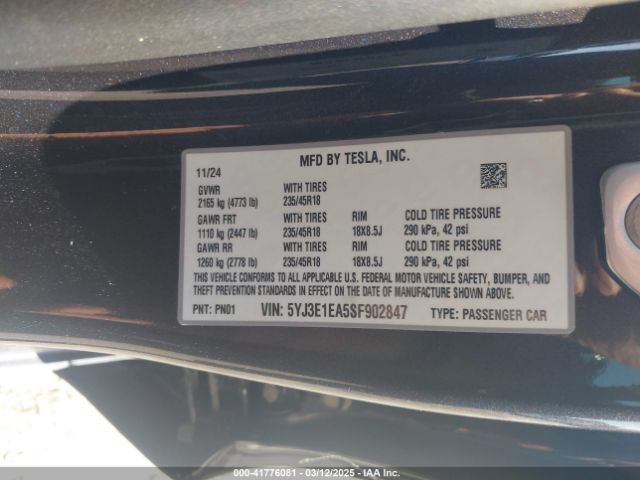 MFD BY TESLA, INC.
11/24
GVWR WITH TIRES
2165 kg (4773 lb) 235/45R18
GAWR FRT WITH TIRES RIM COLD TIRE PRESSURE
1110 kg (2447 lb) 235/45R18 18X8.5J 290 kPa, 42 psi
GAWR RR WITH TIRES RIM COLD TIRE PRESSURE
1260 kg (2778 lb) 235/45R18 18X8.5J 290 kPa, 42 psi
THIS VEHICLE CONFORMS TO ALL APPLICABLE U.S. FEDERAL MOTOR VEHICLE SAFETY, BUMPER, AND
THEFT PREVENTION STANDARDS IN EFFECT ON THE DATE OF MANUFACTURE SHOWN ABOVE.
PNT: PN01 VIN: 5YJ3E1EA5SF902847 TYPE: PASSENGER CAR
000-41776081 - 03/12/2025 - IAA Inc.